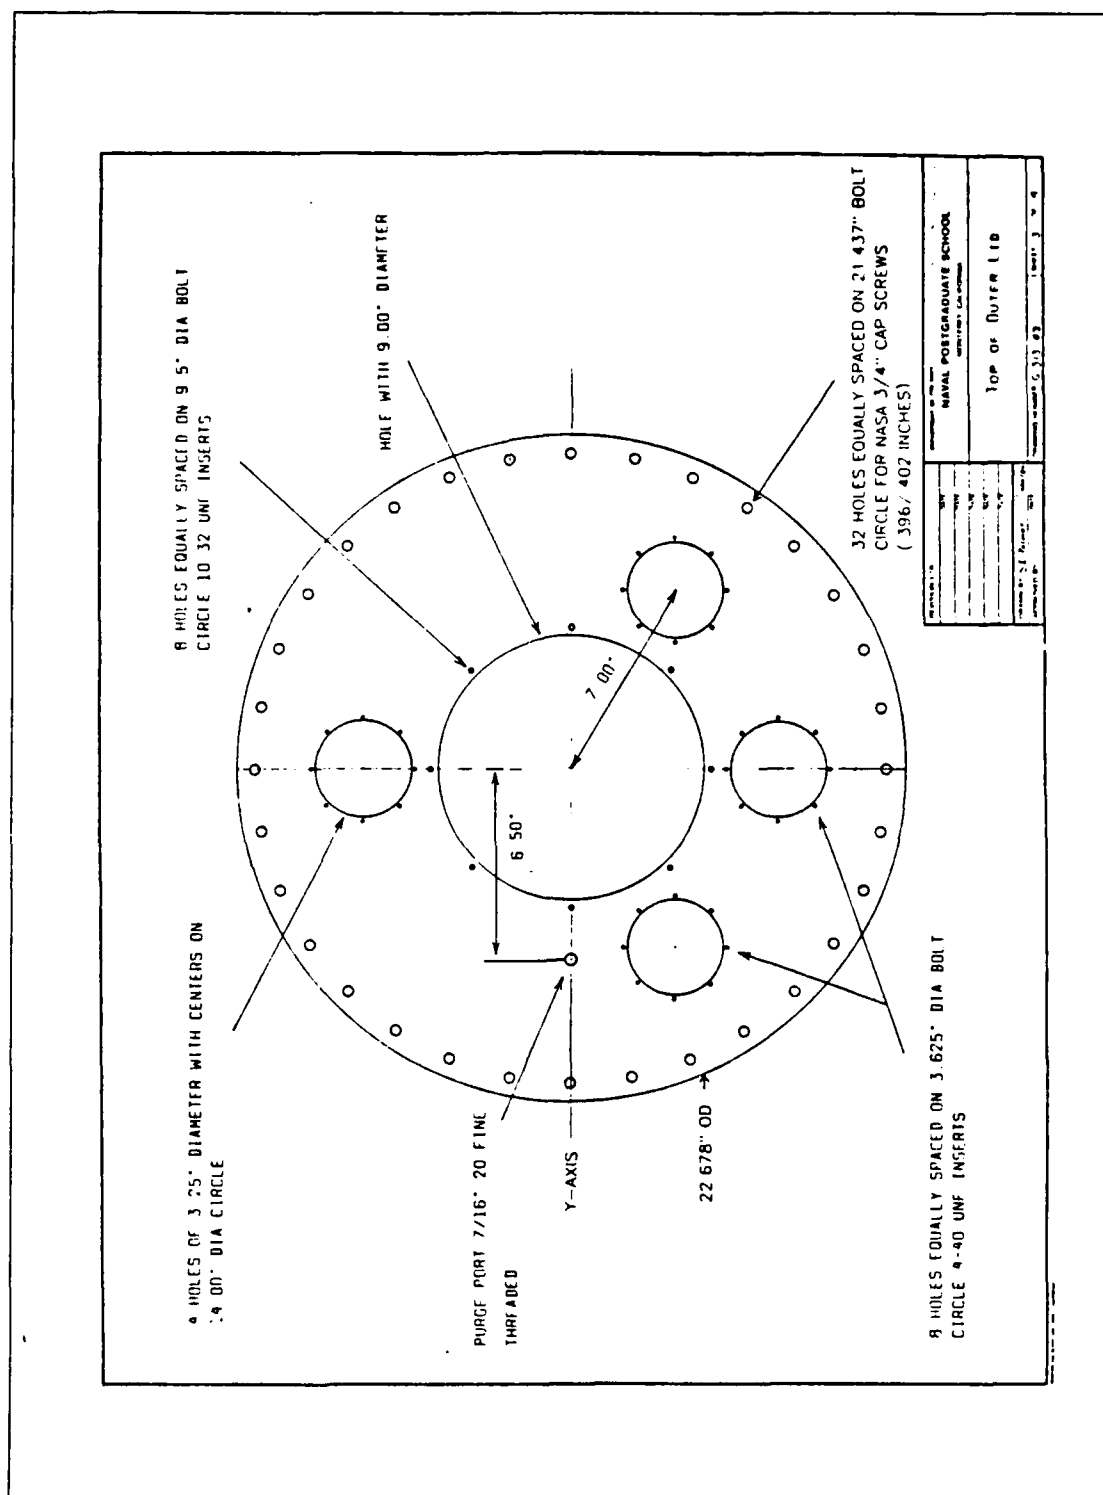 8 HOLES EQUALLY SPACED ON 9 5" DIA BOLT
CIRCLE 10 32 UNF INSERTS
HOLE WITH 9.00" DIAMETER
4 HOLES OF 3 25" DIAMETER WITH CENTERS ON
14 00" DIA CIRCLE
6 50"
7 00"
PURGE PORT 7/16" 20 FINE
THREADED
Y-AXIS
22 678" OD
32 HOLES EQUALLY SPACED ON 21 437" BOLT
CIRCLE FOR NASA 3/4" CAP SCREWS
( 396/ 402 INCHES)
8 HOLES EQUALLY SPACED ON 3.625" DIA BOLT
CIRCLE 4-40 UNF INSERTS
NAVAL POSTGRADUATE SCHOOL
MONTEREY CALIFORNIA
TOP OF OUTER LID